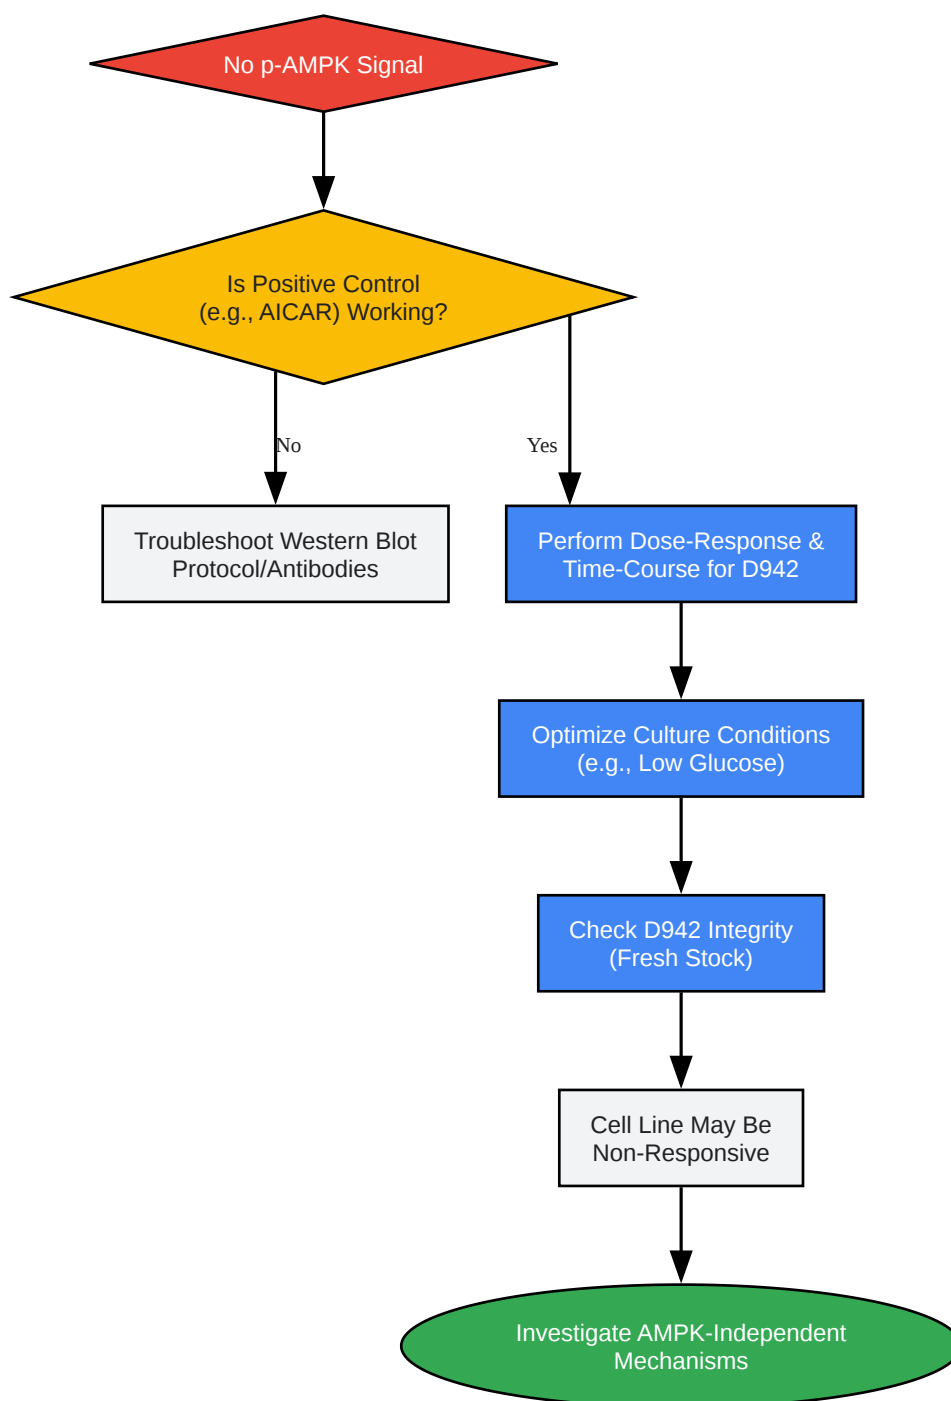 No p-AMPK Signal
Is Positive Control
(e.g., AICAR) Working?
No
Yes
Troubleshoot Western Blot
Protocol/Antibodies
Perform Dose-Response &
Time-Course for D942
Optimize Culture Conditions
(e.g., Low Glucose)
Check D942 Integrity
(Fresh Stock)
Cell Line May Be
Non-Responsive
Investigate AMPK-Independent
Mechanisms